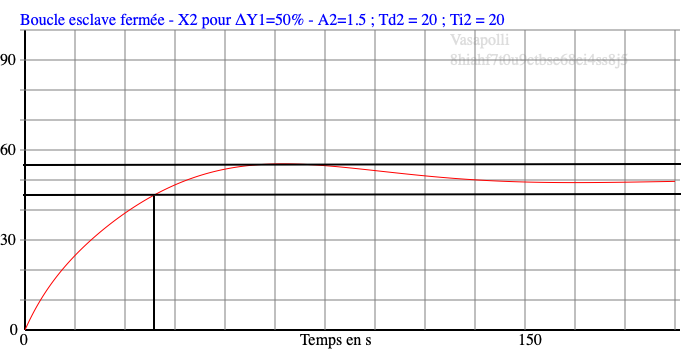 Boucle esclave fermée - X2 pour ΔY1=50% - A2=1.5 ; Td2 = 20 ; Ti2 = 20
Vasapolli
90
60
30
0
0 Temps en s 150